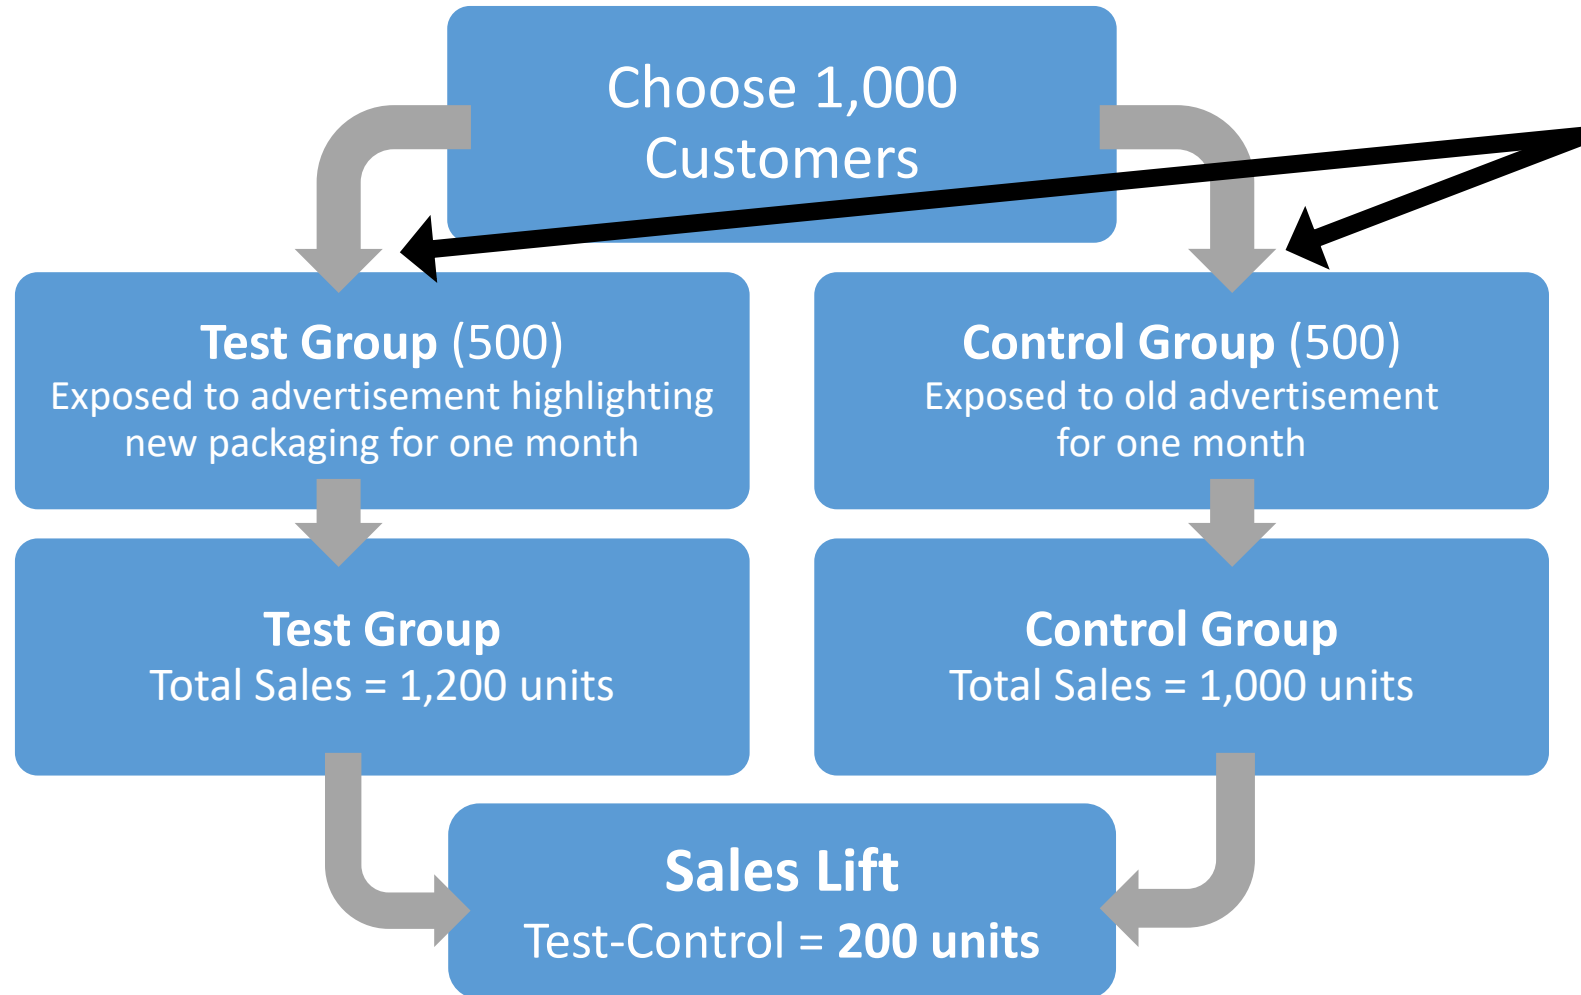 Choose 1,000
Customers
Test Group (500)
Exposed to advertisement highlighting
new packaging for one month
Control Group (500)
Exposed to old advertisement
for one month
Test Group
Total Sales = 1,200 units
Control Group
Total Sales = 1,000 units
Sales Lift
Test-Control = 200 units